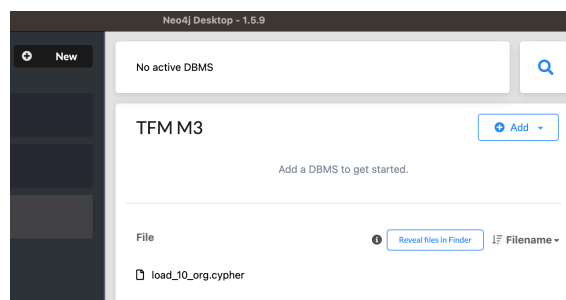 Neo4j Desktop - 1.5.9
New
No active DBMS
TFM M3
Add
Add a DBMS to get started.
File
Reveal files in Finder
Filename
load_10_org.cypher